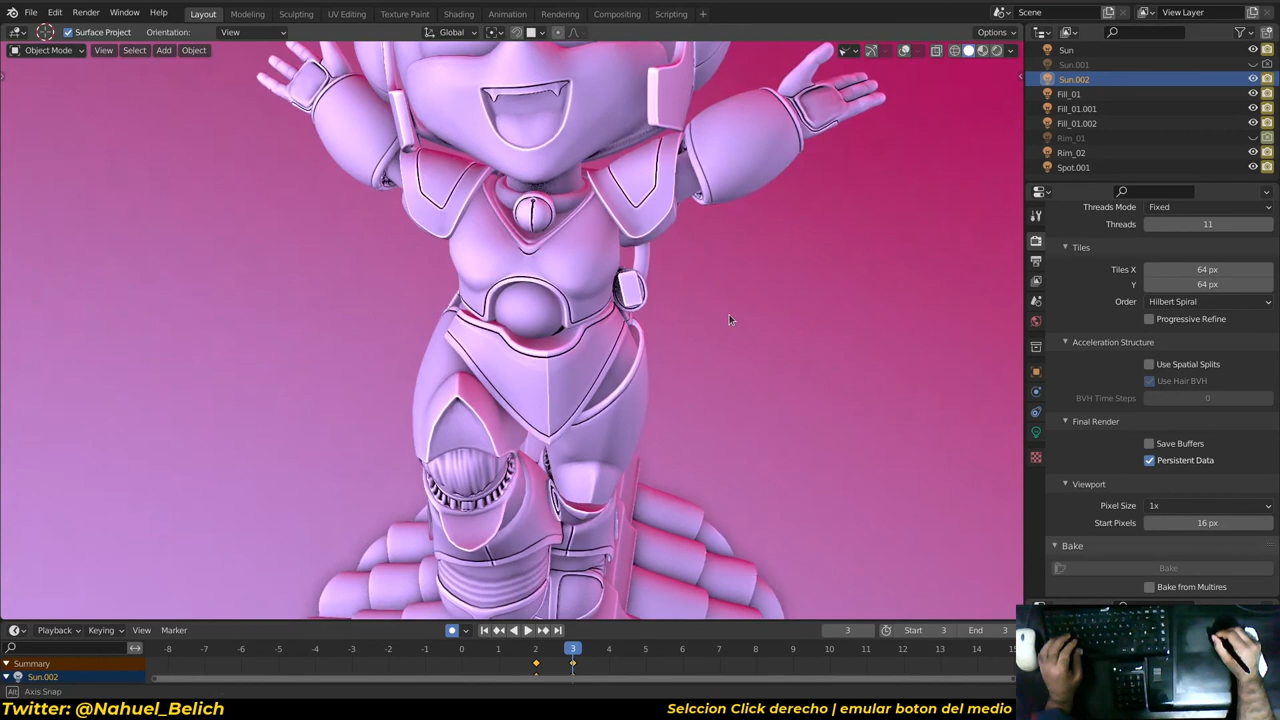 File Edit Render Window Help Layout Modeling Sculpting UV Editing Texture Paint Shading Animation Rendering Compositing Scripting Scene View Layer
Surface Project Orientation: View Global Options
Object Mode View Select Add Object
Sun
Sun.001
Sun.002
Fill_01
Fill_01.001
Fill_01.002
Rim_01
Rim_02
Spot.001
Threads Mode Fixed
Threads 11
Tiles
Tiles X 64 px
Y 64 px
Order Hilbert Spiral
Progressive Refine
Acceleration Structure
Use Spatial Splits
Use Hair BVH
BVH Time Steps 0
Final Render
Save Buffers
Persistent Data
Viewport
Pixel Size 1x
Start Pixels 16 px
Bake
Bake
Bake from Multires
Playback Keying View Marker 3 Start 3 End 3
-8 -7 -6 -5 -4 -3 -2 -1 0 1 2 3 4 5 6 7 8 9 10 11 12 13 14 15
Summary
Sun.002
Alt Axis Snap
Twitter: @Nahuel_Belich Selccion Click derecho | emular boton del medio